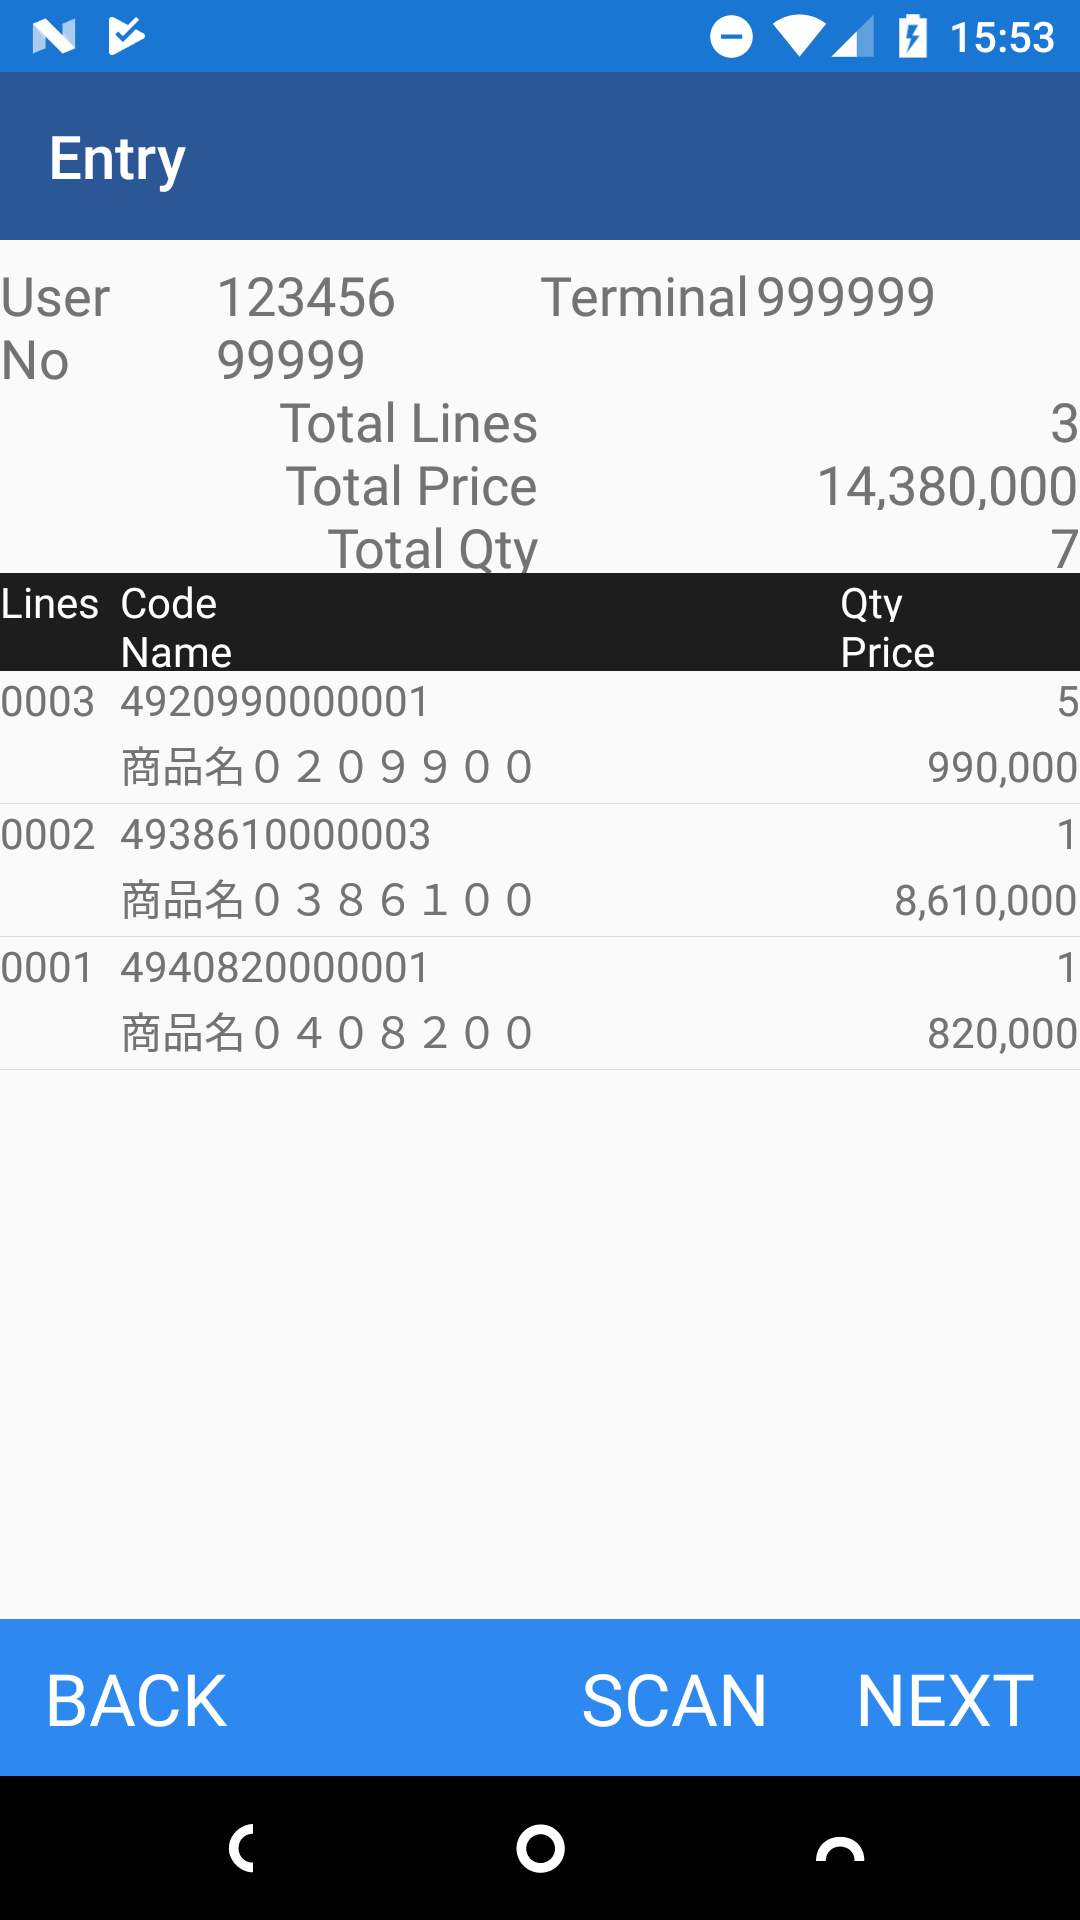 15:53
Entry
User 123456 Terminal 999999
No 99999
Total Lines 3
Total Price 14,380,000
Total Qty 7
Lines Code Qty
Name Price
0003 4920990000001 5
商品名０２０９９００ 990,000
0002 4938610000003 1
商品名０３８６１００ 8,610,000
0001 4940820000001 1
商品名０４０８２００ 820,000
BACK SCAN NEXT